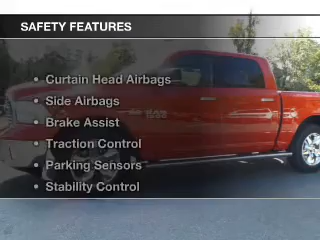 SAFETY FEATURES
• Curtain Head Airbags
• Side Airbags
• Brake Assist
• Traction Control
• Parking Sensors
• Stability Control